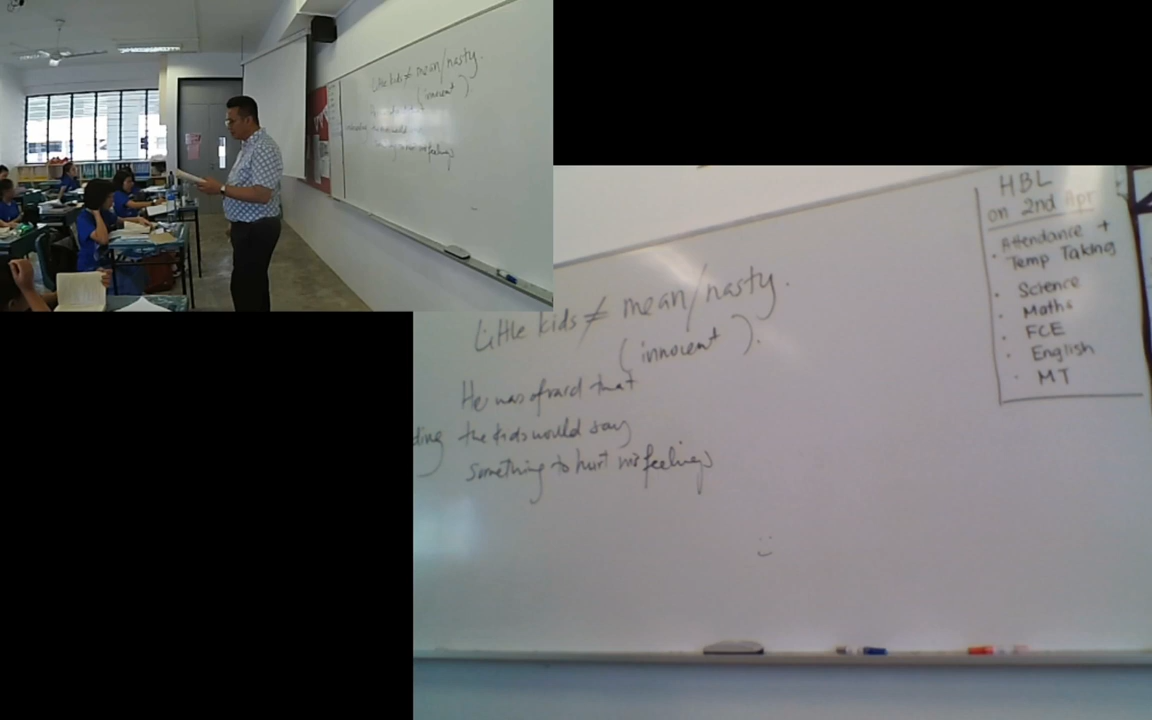 Little kids ≠ mean/nasty.
(innocent).
He was afraid that
the kids would say
something to hurt his feelings
HBL
on 2nd Apr
Attendance +
Temp Taking
Science
Maths
FCE
English
MT